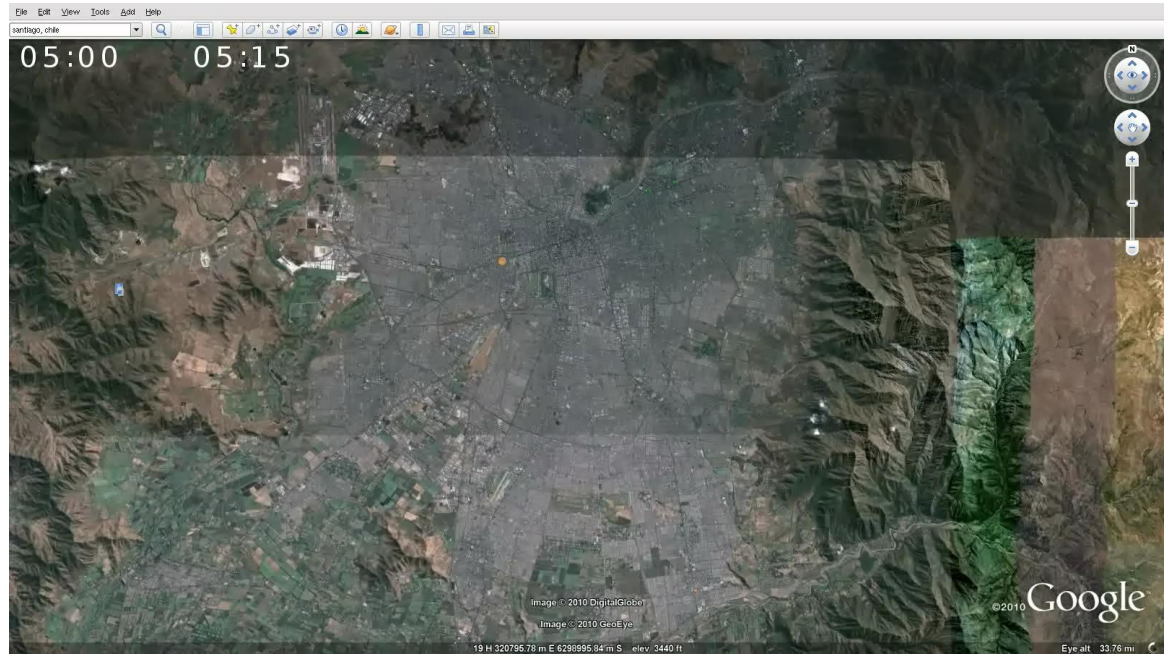 File Edit View Tools Add Help
santiago, chile
05:00 05:15
N
Image © 2010 DigitalGlobe
Image © 2010 GeoEye
©2010 Google
19 H 320795.78 m E 6298995.84 m S elev 3440 ft
Eye alt 33.76 mi